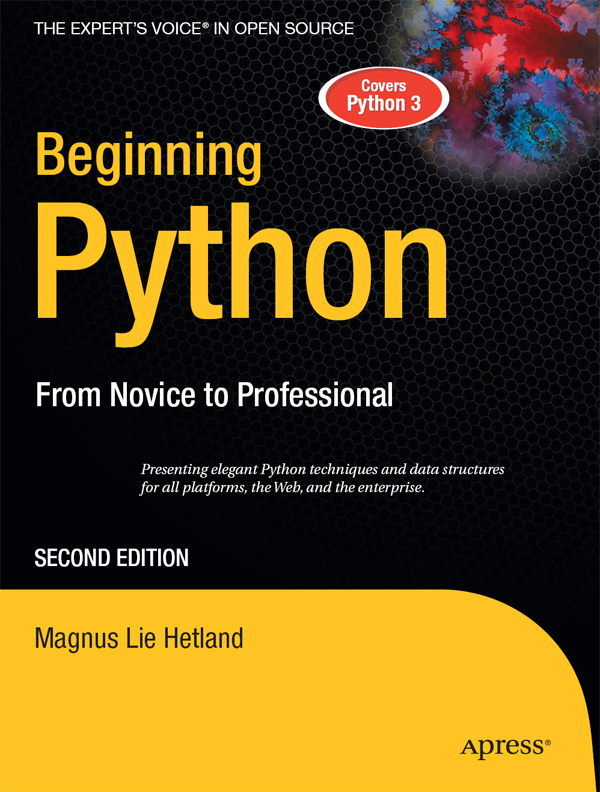 THE EXPERT'S VOICE® IN OPEN SOURCE
Covers
Python 3
Beginning
Python
From Novice to Professional
Presenting elegant Python techniques and data structures
for all platforms, the Web, and the enterprise.
SECOND EDITION
Magnus Lie Hetland
Apress®